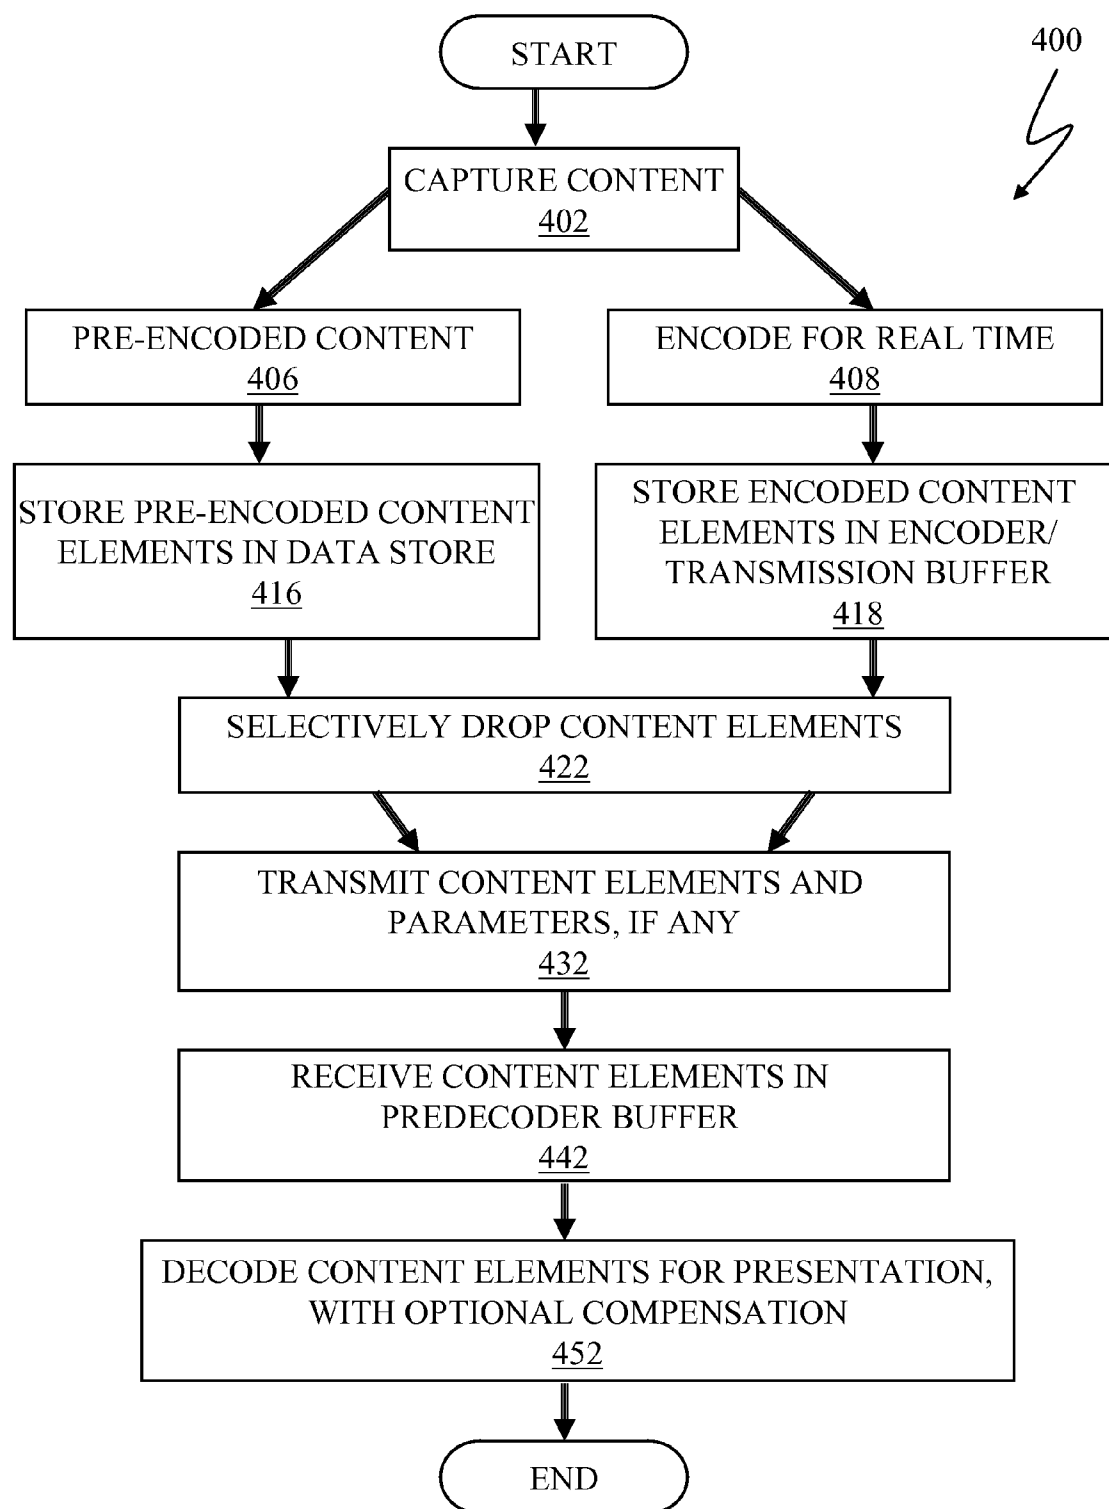 START
400
CAPTURE CONTENT
402
PRE-ENCODED CONTENT
406
ENCODE FOR REAL TIME
408
STORE PRE-ENCODED CONTENT
ELEMENTS IN DATA STORE
416
STORE ENCODED CONTENT
ELEMENTS IN ENCODER/
TRANSMISSION BUFFER
418
SELECTIVELY DROP CONTENT ELEMENTS
422
TRANSMIT CONTENT ELEMENTS AND
PARAMETERS, IF ANY
432
RECEIVE CONTENT ELEMENTS IN
PREDECODER BUFFER
442
DECODE CONTENT ELEMENTS FOR PRESENTATION,
WITH OPTIONAL COMPENSATION
452
END